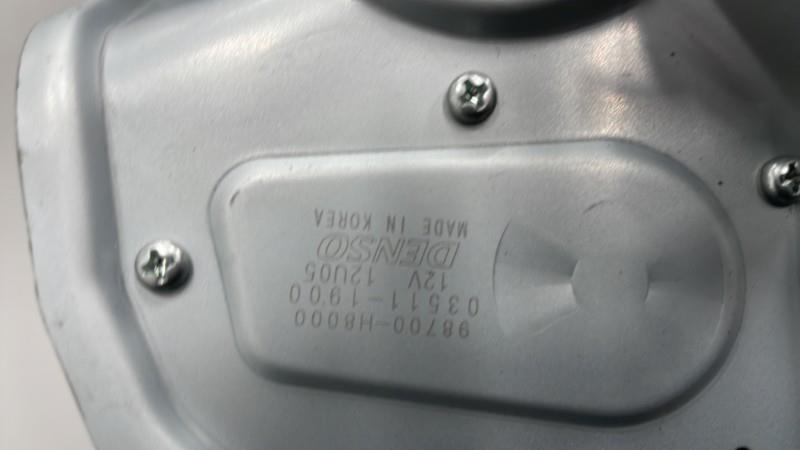 98700-H8000
03511-1900
12V 12U05
DENSO
MADE IN KOREA